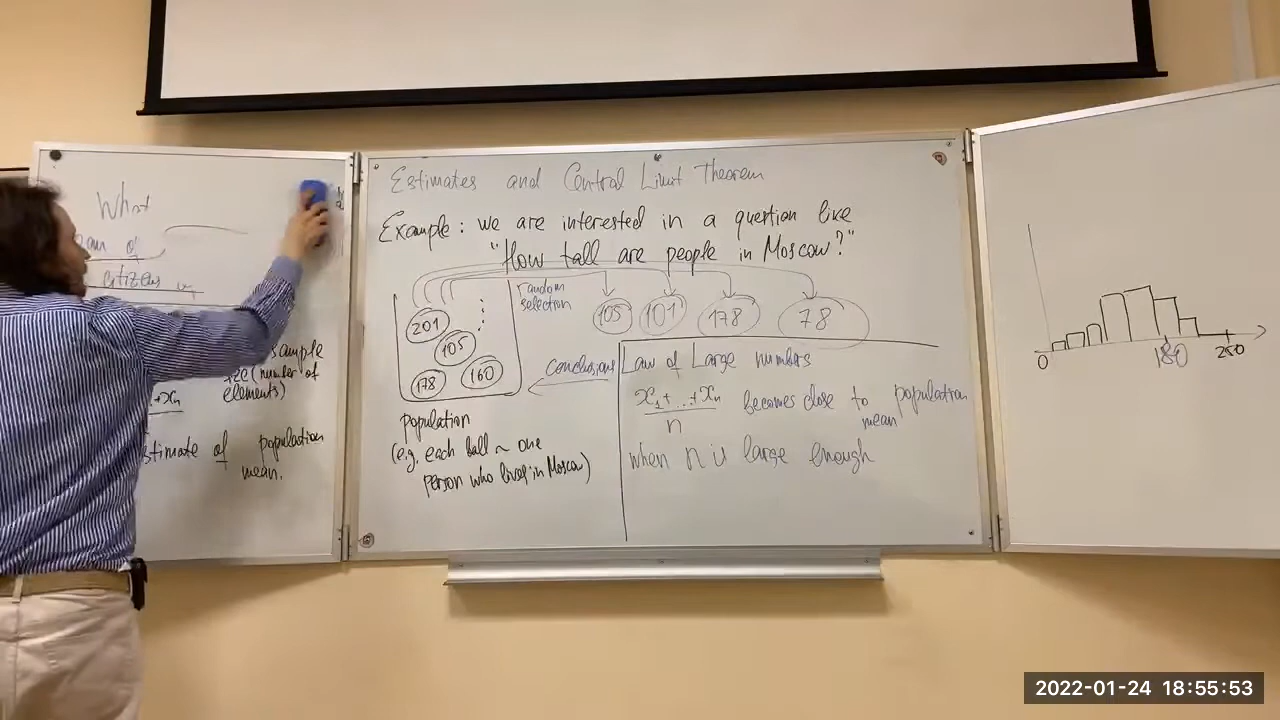 What
of
citizens
sample
size (number of
elements)
estimate of population
mean.
Estimates and Central Limit Theorem
Example: we are interested in a question like
"How tall are people in Moscow?"
random
selection
201
105
178
160
105
101
178
78
conclusions
population
(e.g. each ball ~ one
person who lives in Moscow)
Law of Large numbers
x₁+...+xₙ
n
becomes close to population
mean
when n is large enough
0
180
250
2022-01-24 18:55:53